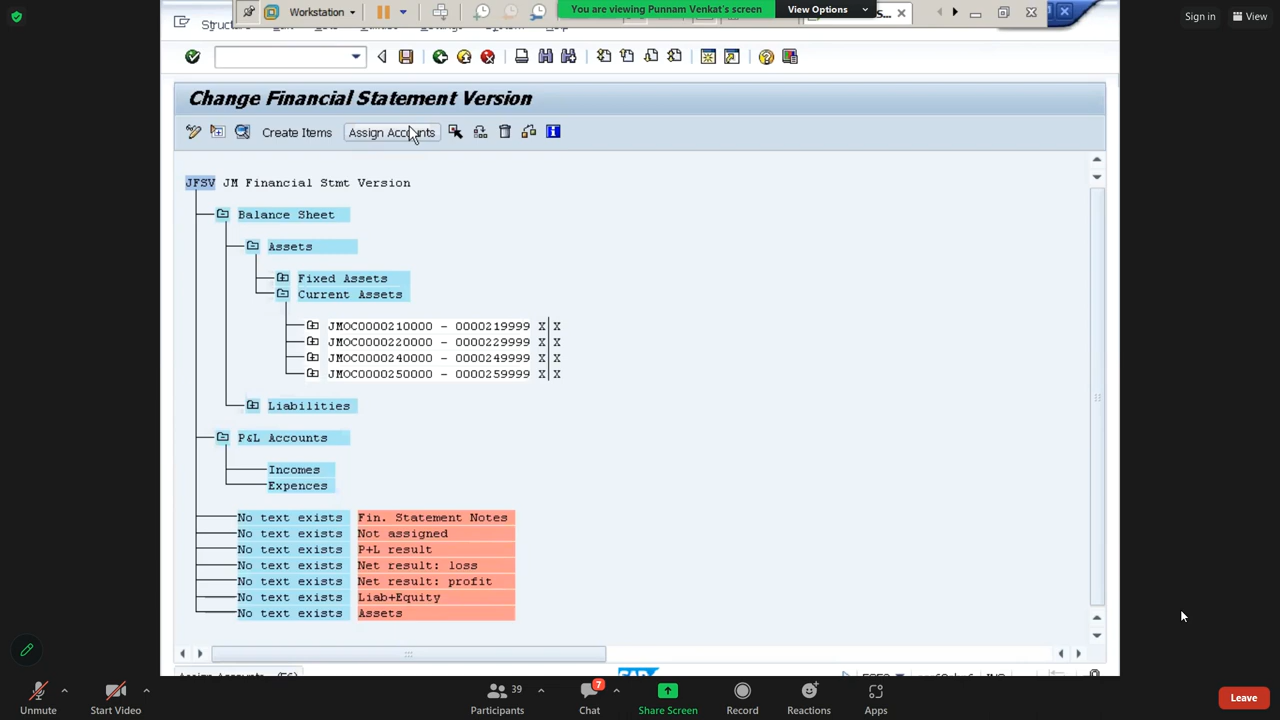 Workstation
You are viewing Punnam Venkat's screen
View Options
S...
Sign in
View
Change Financial Statement Version
Create Items
Assign Accounts
JFSV JM Financial Stmt Version
Balance Sheet
Assets
Fixed Assets
Current Assets
JMOC0000210000 - 0000219999 X X
JMOC0000220000 - 0000229999 X X
JMOC0000240000 - 0000249999 X X
JMOC0000250000 - 0000259999 X X
Liabilities
P&L Accounts
Incomes
Expences
No text exists Fin. Statement Notes
No text exists Not assigned
No text exists P+L result
No text exists Net result: loss
No text exists Net result: profit
No text exists Liab+Equity
No text exists Assets
SAP
Unmute
Start Video
39
Participants
7
Chat
Share Screen
Record
Reactions
Apps
Leave